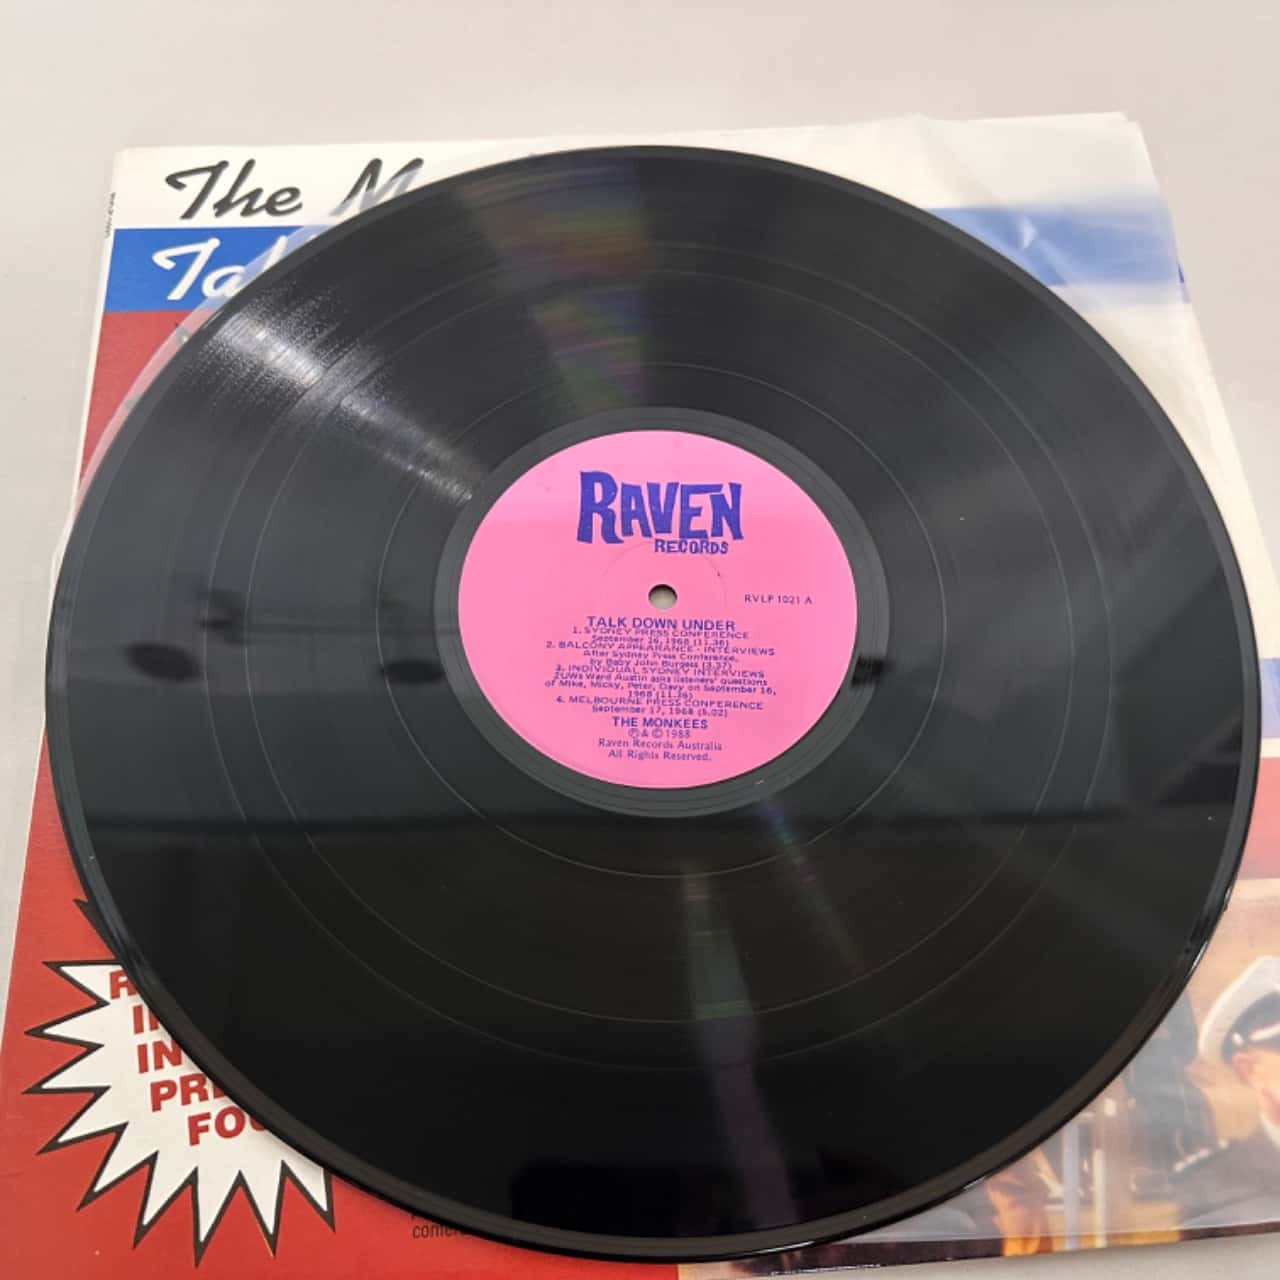 The M
Tal
RAVEN
RECORDS
RVLP 1021 A
TALK DOWN UNDER
1. SYDNEY PRESS CONFERENCE
September 16, 1968 (11.36)
2. BALCONY APPEARANCE - INTERVIEWS
After Sydney Press Conference,
by Baby John Burgess (3.37)
3. INDIVIDUAL SYDNEY INTERVIEWS
2UWs Ward Austin asks listeners' questions
of Mike, Micky, Peter, Davy on September 16,
1968 (11.36)
4. MELBOURNE PRESS CONFERENCE
September 17, 1968 (5.02)
THE MONKEES
℗ & © 1988
Raven Records Australia
All Rights Reserved.
R
IN
IN
PRE
FOO
confer